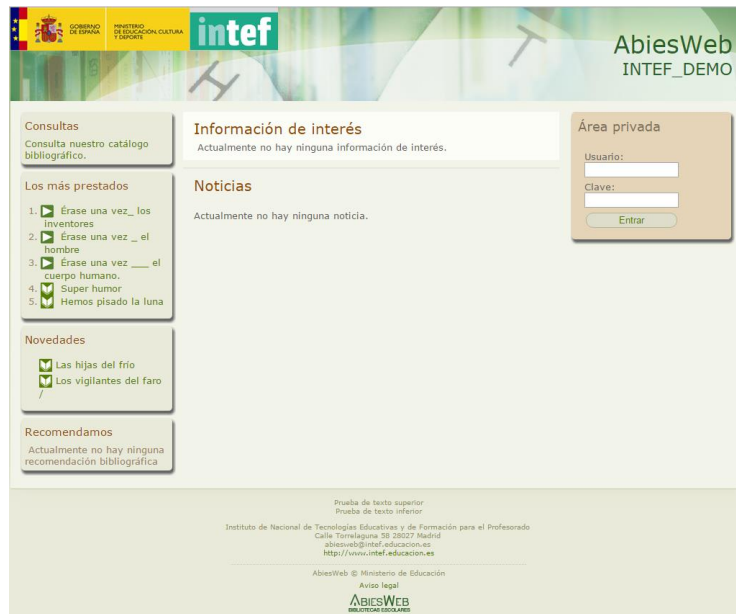 GOBIERNO
DE ESPAÑA
MINISTERIO
DE EDUCACIÓN, CULTURA
Y DEPORTE
intef
AbiesWeb
INTEF_DEMO
Consultas
Consulta nuestro catálogo
bibliográfico.
Los más prestados
1. Érase una vez_ los
inventores
2. Érase una vez _ el
hombre
3. Érase una vez ___ el
cuerpo humano.
4. Super humor
5. Hemos pisado la luna
Novedades
Las hijas del frío
Los vigilantes del faro
/
Recomendamos
Actualmente no hay ninguna
recomendación bibliográfica
Información de interés
Actualmente no hay ninguna información de interés.
Noticias
Actualmente no hay ninguna noticia.
Área privada
Usuario:
Clave:
Entrar
Prueba de texto superior
Prueba de texto inferior
Instituto de Nacional de Tecnologías Educativas y de Formación para el Profesorado
Calle Torrelaguna 58 28027 Madrid
abiesweb@intef.educacion.es
http://www.intef.educacion.es
AbiesWeb © Ministerio de Educación
Aviso legal
ABIESWEB
BIBLIOTECAS ESCOLARES